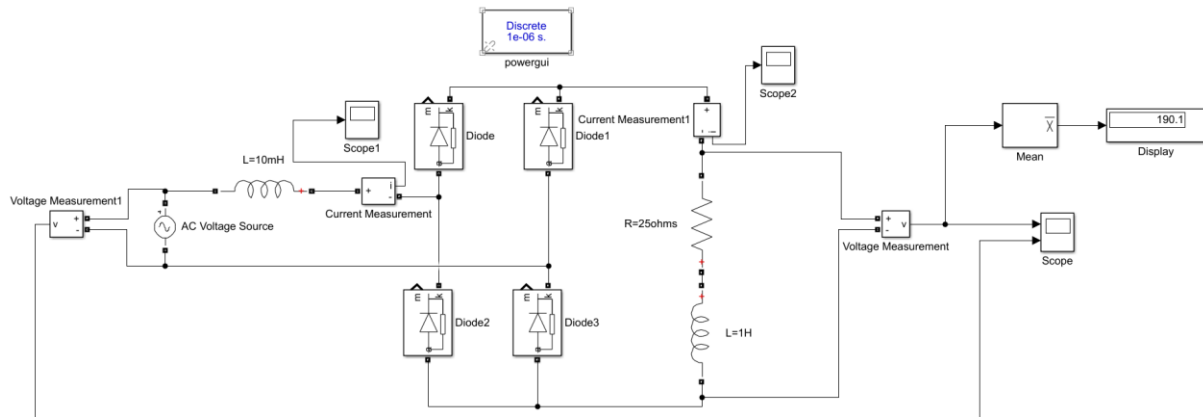 Discrete
1e-06 s.
powergui
Scope2
Diode
Diode1
Current Measurement1
Scope1
190.1
Mean
Display
L=10mH
Voltage Measurement1
Current Measurement
AC Voltage Source
R=25ohms
Voltage Measurement
Scope
Diode2
Diode3
L=1H